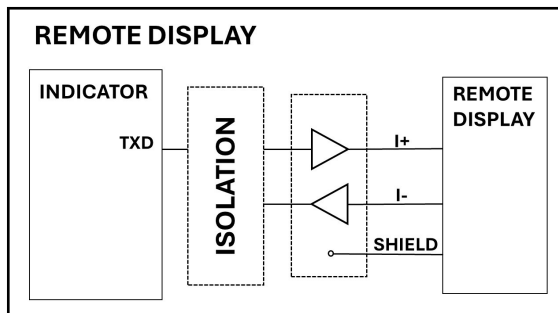 REMOTE DISPLAY
INDICATOR
TXD
ISOLATION
I+
I-
SHIELD
REMOTE
DISPLAY